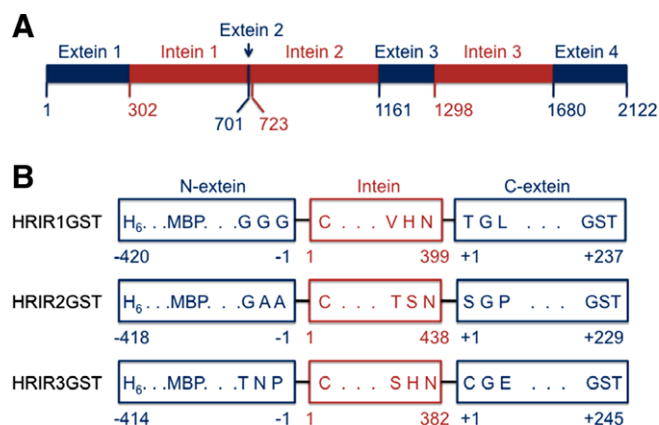 A
Extein 2
Extein 1 Intein 1 Intein 2 Extein 3 Intein 3 Extein 4
1 302 701 723 1161 1298 1680 2122
B
N-extein Intein C-extein
HRIR1GST H6...MBP...G G G C . . . V H N T G L . . . GST
-420 -1 1 399 +1 +237
HRIR2GST H6...MBP...G A A C . . . T S N S G P . . . GST
-418 -1 1 438 +1 +229
HRIR3GST H6...MBP...T N P C . . . S H N C G E . . . GST
-414 -1 1 382 +1 +245